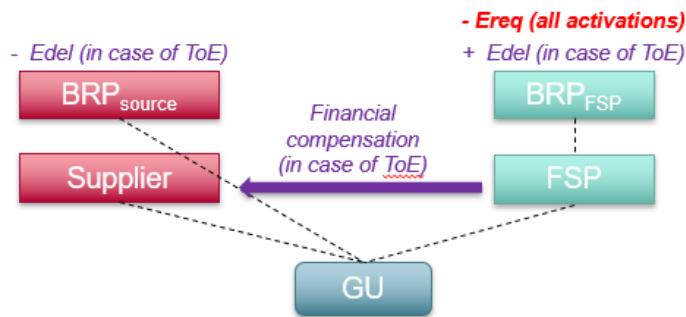 - Ereq (all activations)
- Edel (in case of ToE)
+ Edel (in case of ToE)
BRPsource
BRPFSP
Financial
compensation
(in case of ToE)
Supplier
FSP
GU